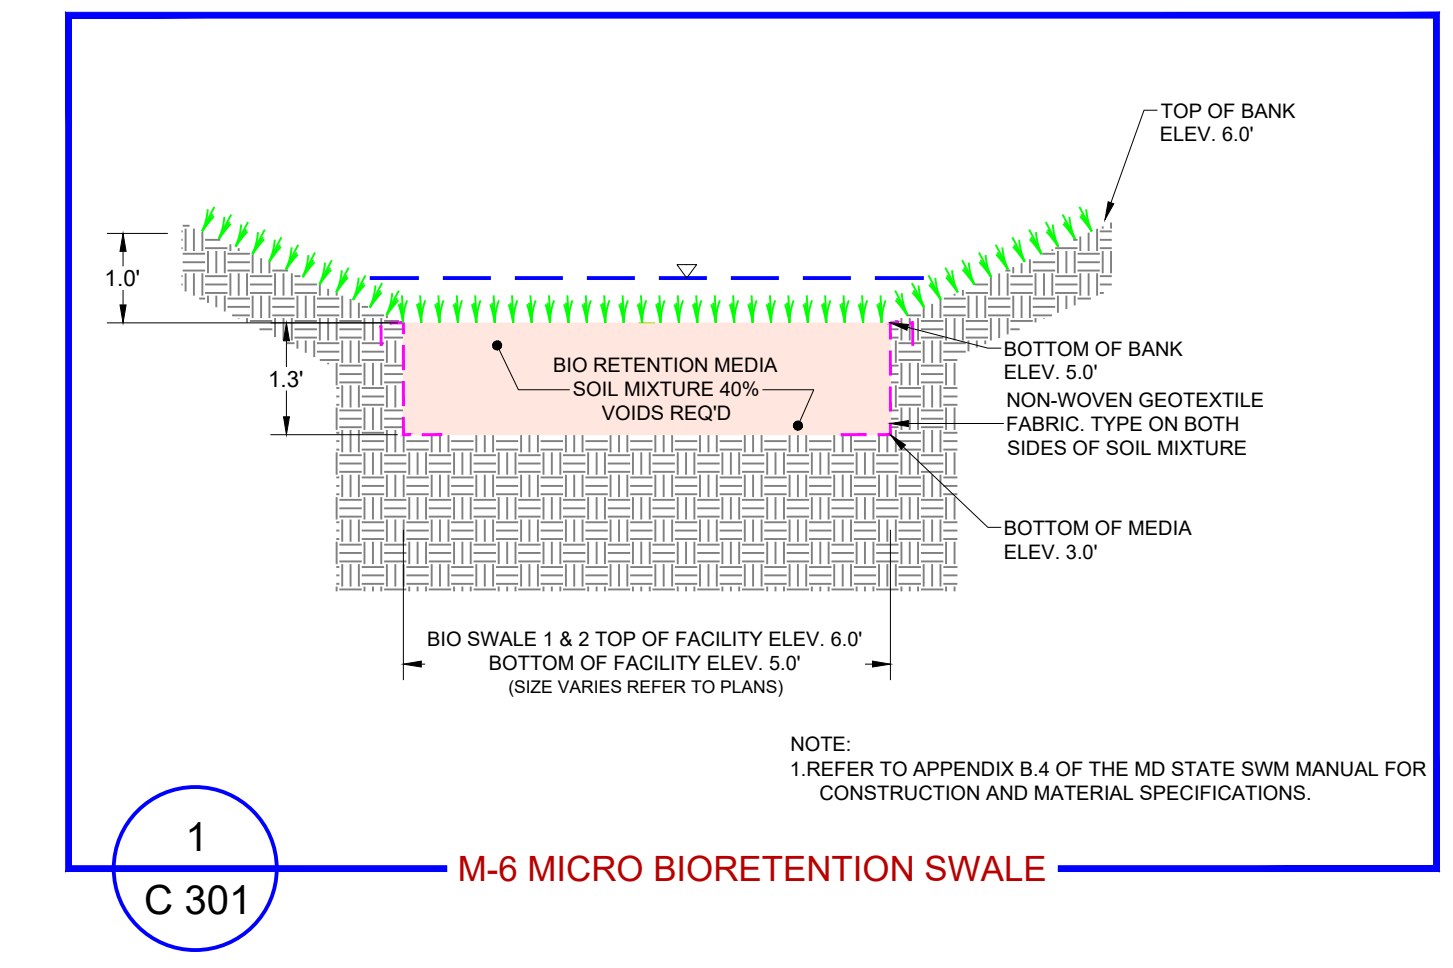 TOP OF BANK
ELEV. 6.0'
1.0'
1.3'
BIO RETENTION MEDIA
SOIL MIXTURE 40%
VOIDS REQ'D
BOTTOM OF BANK
ELEV. 5.0'
NON-WOVEN GEOTEXTILE
FABRIC. TYPE ON BOTH
SIDES OF SOIL MIXTURE
BOTTOM OF MEDIA
ELEV. 3.0'
BIO SWALE 1 & 2 TOP OF FACILITY ELEV. 6.0'
BOTTOM OF FACILITY ELEV. 5.0'
(SIZE VARIES REFER TO PLANS)
NOTE:
1.REFER TO APPENDIX B.4 OF THE MD STATE SWM MANUAL FOR
CONSTRUCTION AND MATERIAL SPECIFICATIONS.
1
C 301
M-6 MICRO BIORETENTION SWALE